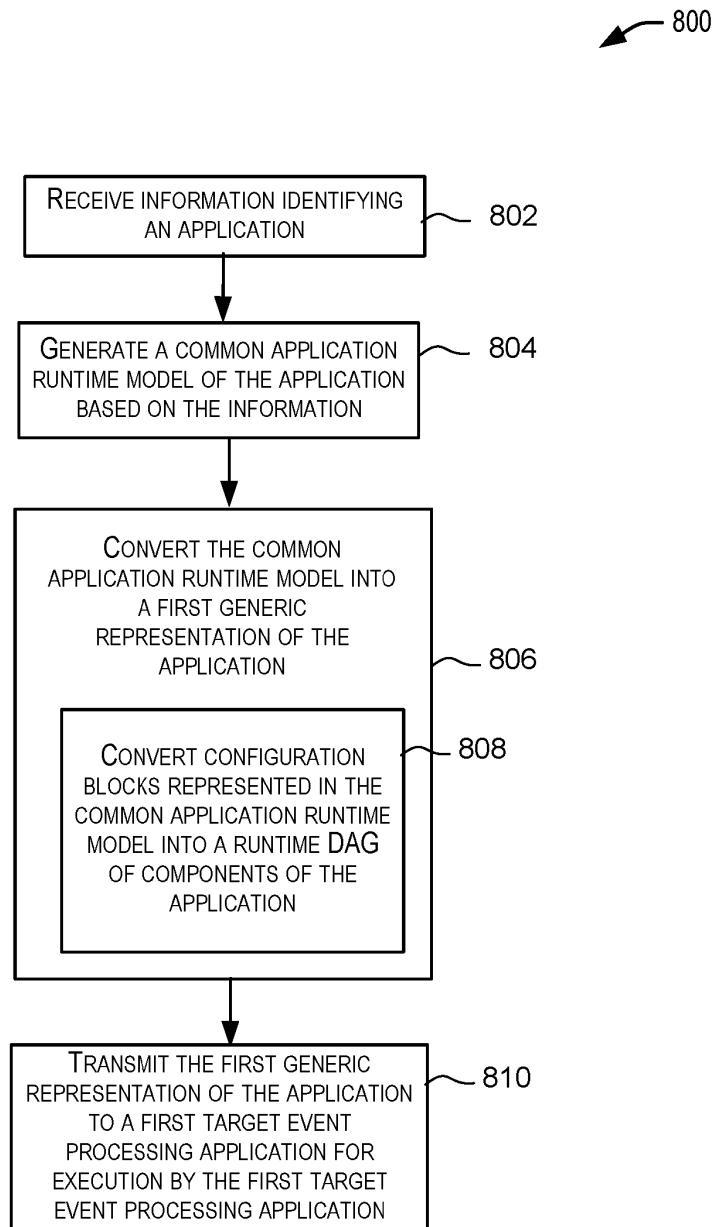 800
RECEIVE INFORMATION IDENTIFYING
AN APPLICATION
802
GENERATE A COMMON APPLICATION
RUNTIME MODEL OF THE APPLICATION
BASED ON THE INFORMATION
804
CONVERT THE COMMON
APPLICATION RUNTIME MODEL INTO
A FIRST GENERIC
REPRESENTATION OF THE
APPLICATION
806
CONVERT CONFIGURATION
BLOCKS REPRESENTED IN THE
COMMON APPLICATION RUNTIME
MODEL INTO A RUNTIME DAG
OF COMPONENTS OF THE
APPLICATION
808
TRANSMIT THE FIRST GENERIC
REPRESENTATION OF THE APPLICATION
TO A FIRST TARGET EVENT
PROCESSING APPLICATION FOR
EXECUTION BY THE FIRST TARGET
EVENT PROCESSING APPLICATION
810